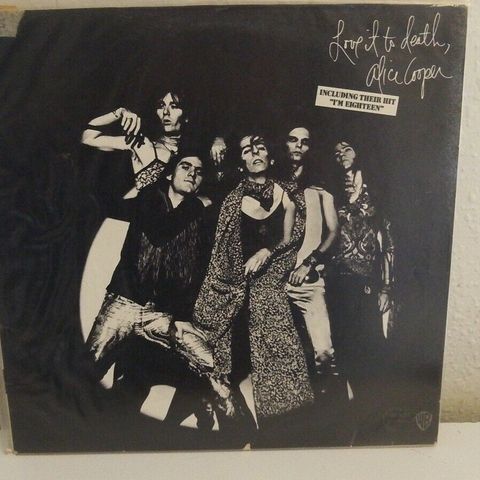 Love it to death,
Alice Cooper
INCLUDING THEIR HIT
"I'M EIGHTEEN"